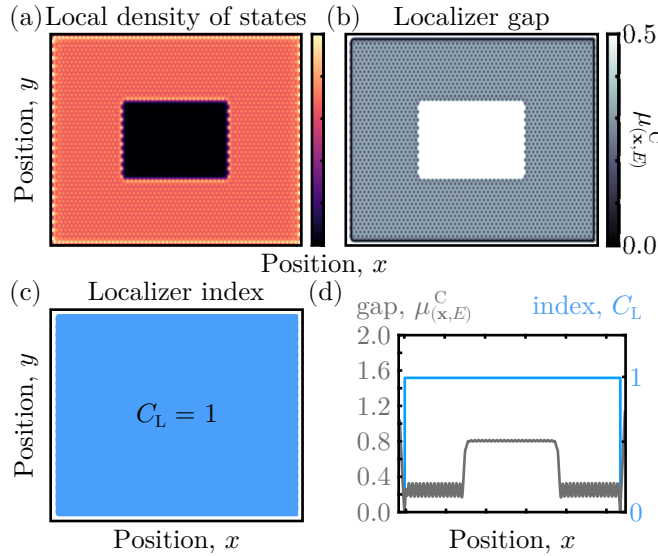 (a) Local density of states
(b) Localizer gap
Position, y
0.5
μ^C_(x,E)
0.0
Position, x
(c) Localizer index
(d) gap, μ^C_(x,E) index, C_L
Position, y
C_L = 1
2.0
1.6
1.2
0.8
0.4
0.0
1
0
Position, x
Position, x